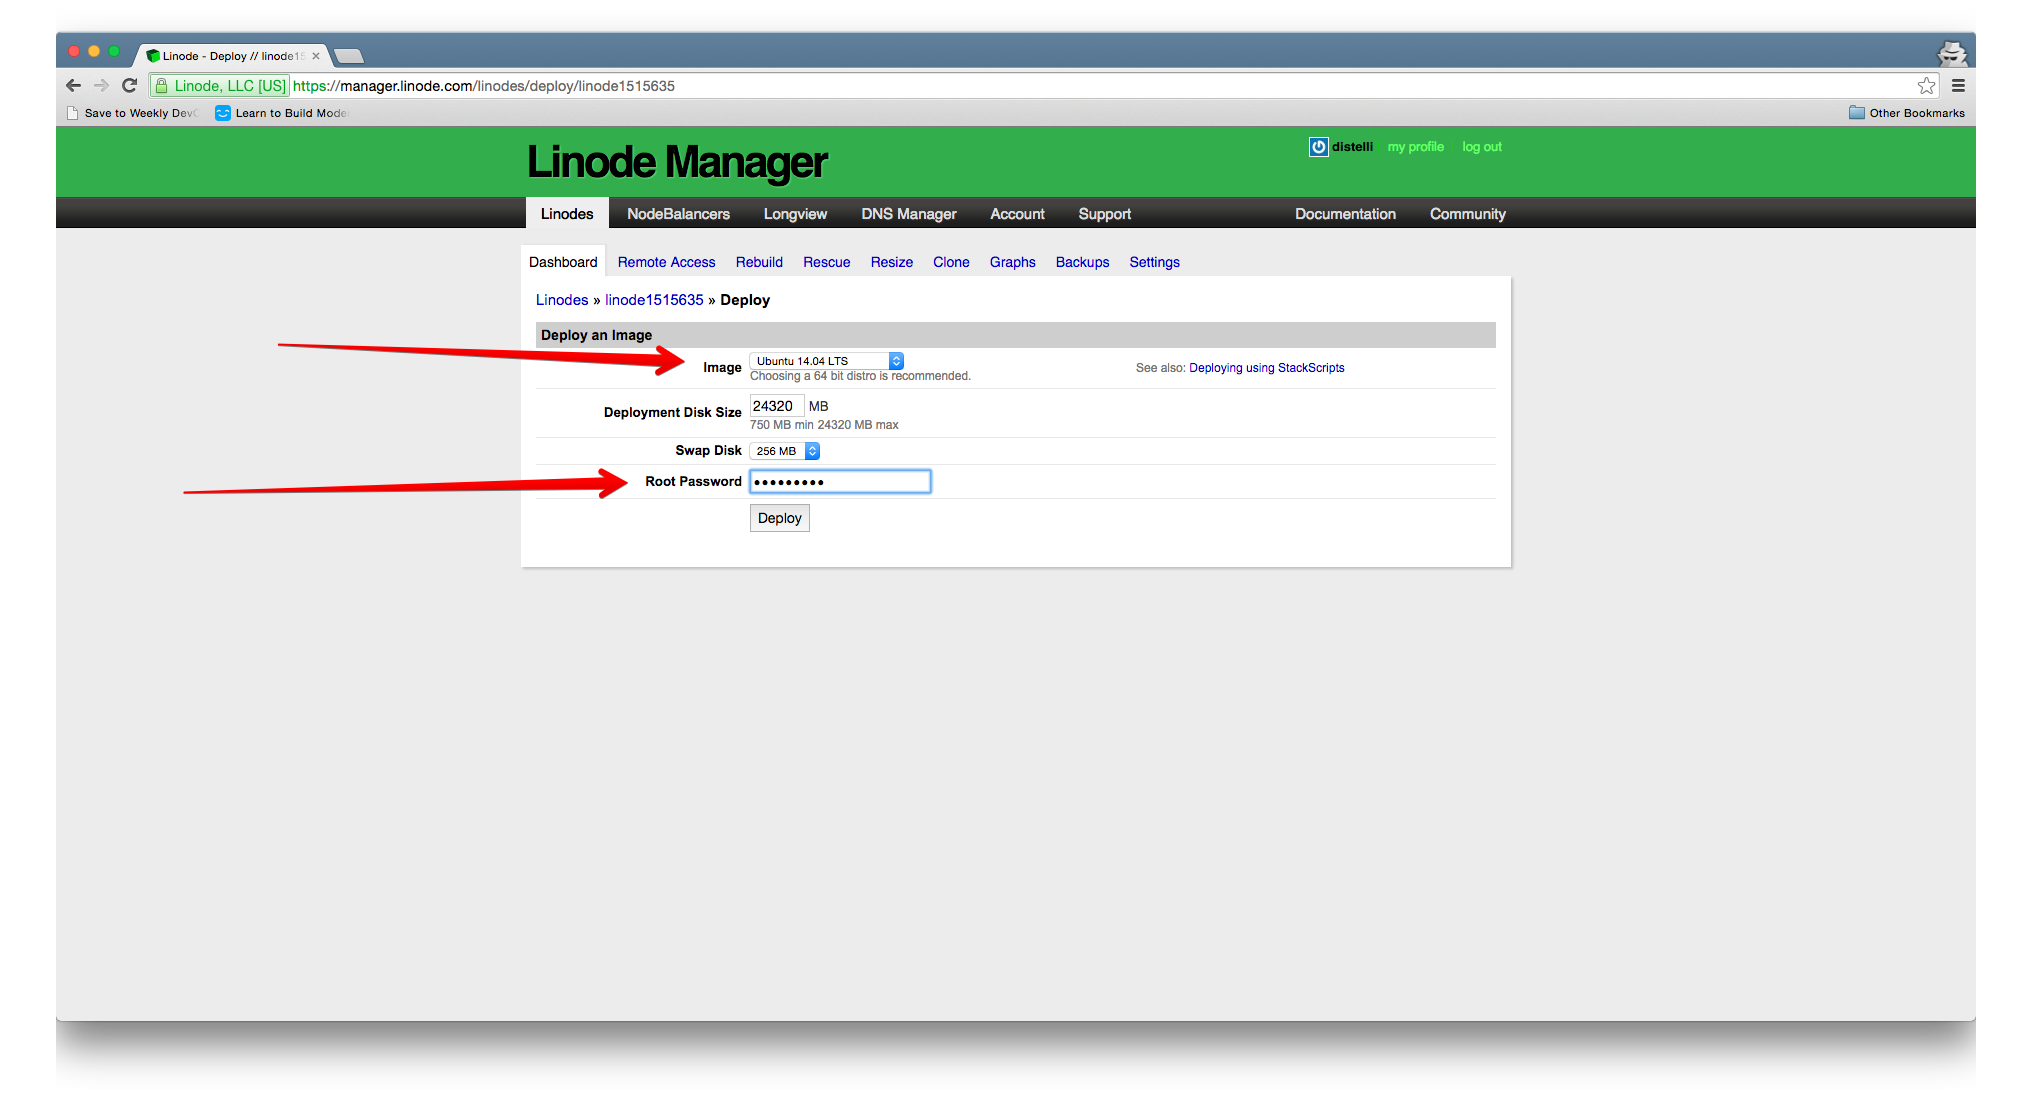 Linode - Deploy // linode15
Linode, LLC [US] https://manager.linode.com/linodes/deploy/linode1515635
Save to Weekly Dev Learn to Build Mode Other Bookmarks
Linode Manager
distelli my profile log out
Linodes NodeBalancers Longview DNS Manager Account Support Documentation Community
Dashboard Remote Access Rebuild Rescue Resize Clone Graphs Backups Settings
Linodes » linode1515635 » Deploy
Deploy an Image
Image Ubuntu 14.04 LTS
Choosing a 64 bit distro is recommended.
See also: Deploying using StackScripts
Deployment Disk Size 24320 MB
750 MB min 24320 MB max
Swap Disk 256 MB
Root Password •••••••••
Deploy